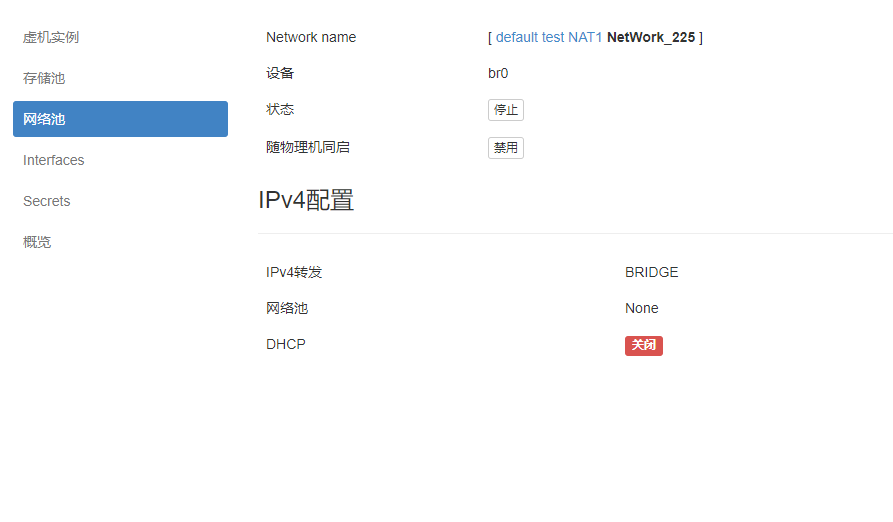 虚机实例
存储池
网络池
Interfaces
Secrets
概览
Network name [ default test NAT1 NetWork_225 ]
设备 br0
状态 停止
随物理机同启 禁用
IPv4配置
IPv4转发 BRIDGE
网络池 None
DHCP 关闭